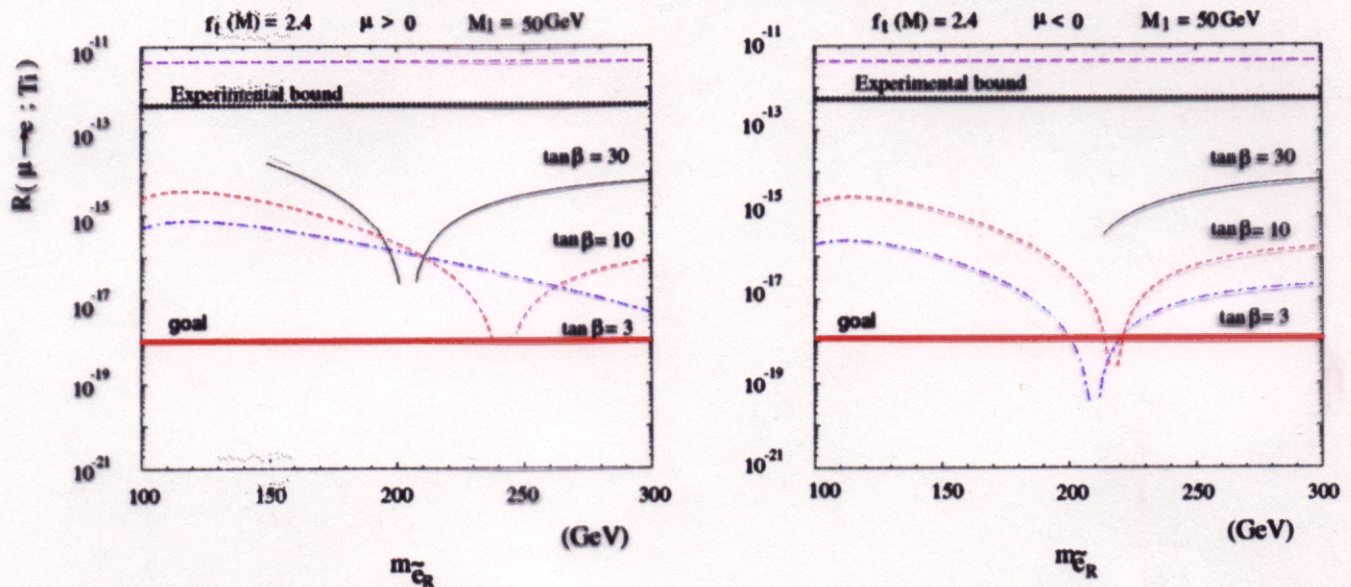 f_t (M) = 2.4 μ > 0 M_1 = 50GeV
R( μ → e ; Ti )
10^-11
10^-13
10^-15
10^-17
10^-19
10^-21
Experimental bound
tan β = 30
tan β = 10
goal
tan β = 3
100 150 200 250 300
(GeV)
m_ẽ_R
f_t (M) = 2.4 μ < 0 M_1 = 50GeV
10^-11
10^-13
10^-15
10^-17
10^-19
10^-21
Experimental bound
tan β = 30
tan β = 10
goal
tan β = 3
100 150 200 250 300
(GeV)
m_ẽ_R